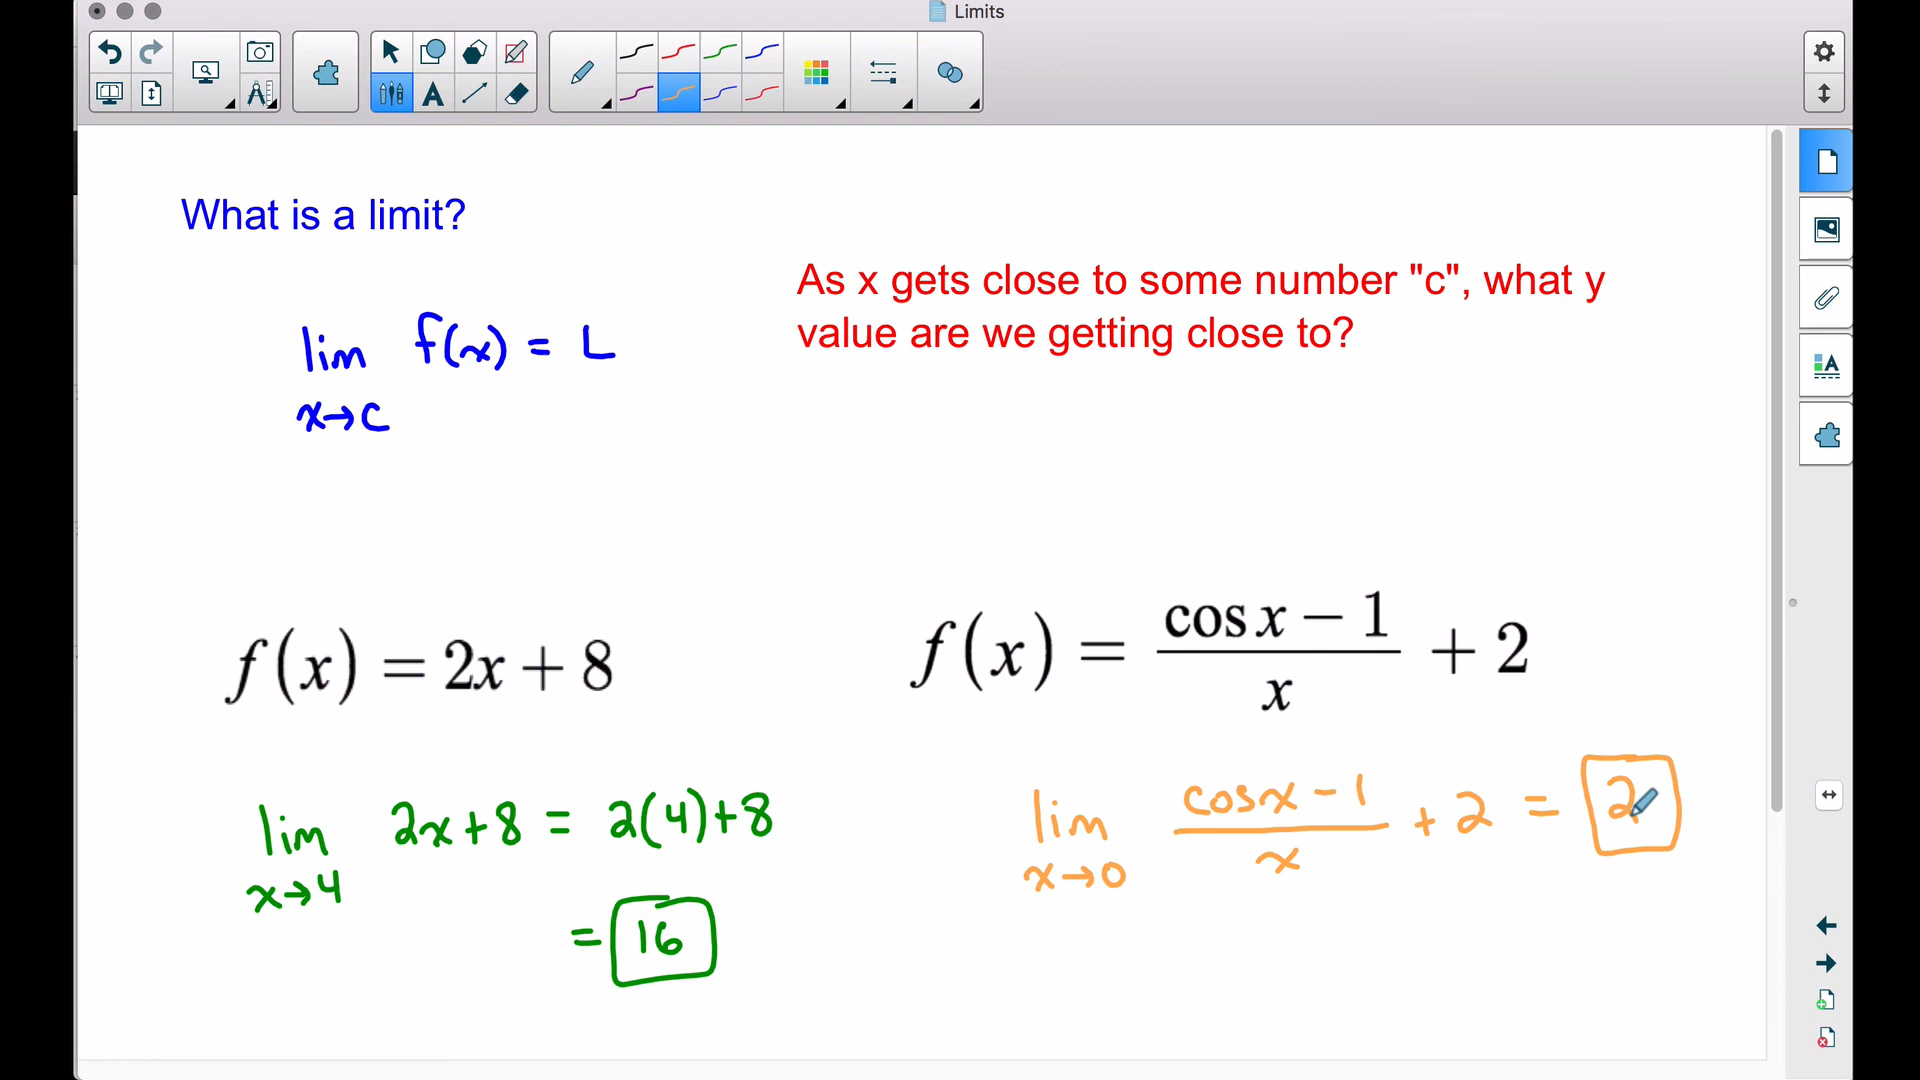 Limits
What is a limit?
As x gets close to some number "c", what y
value are we getting close to?
lim f(x) = L
x→c
f(x) = 2x + 8
f(x) = (cos x − 1)/x + 2
lim 2x+8 = 2(4)+8
x→4
= 16
lim (cosx − 1)/x + 2 = 2
x→0